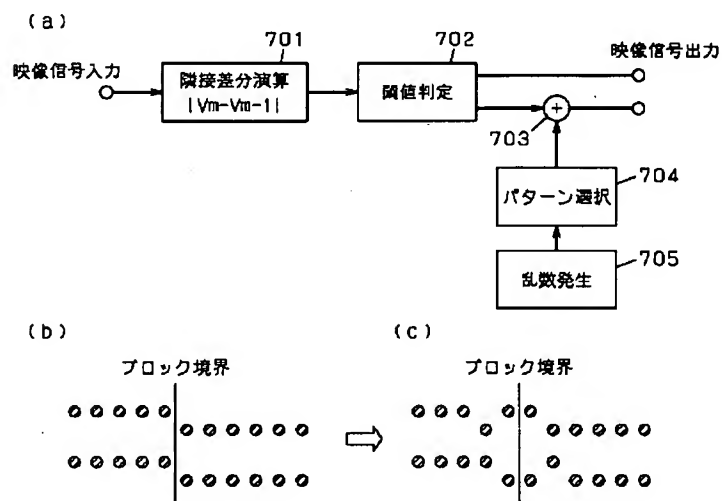 (a)
701
702
映像信号出力
映像信号入力
隣接差分演算
|Vm-Vm-1|
閾値判定
+
703
704
パターン選択
705
乱数発生
(b)
(c)
ブロック境界
ブロック境界